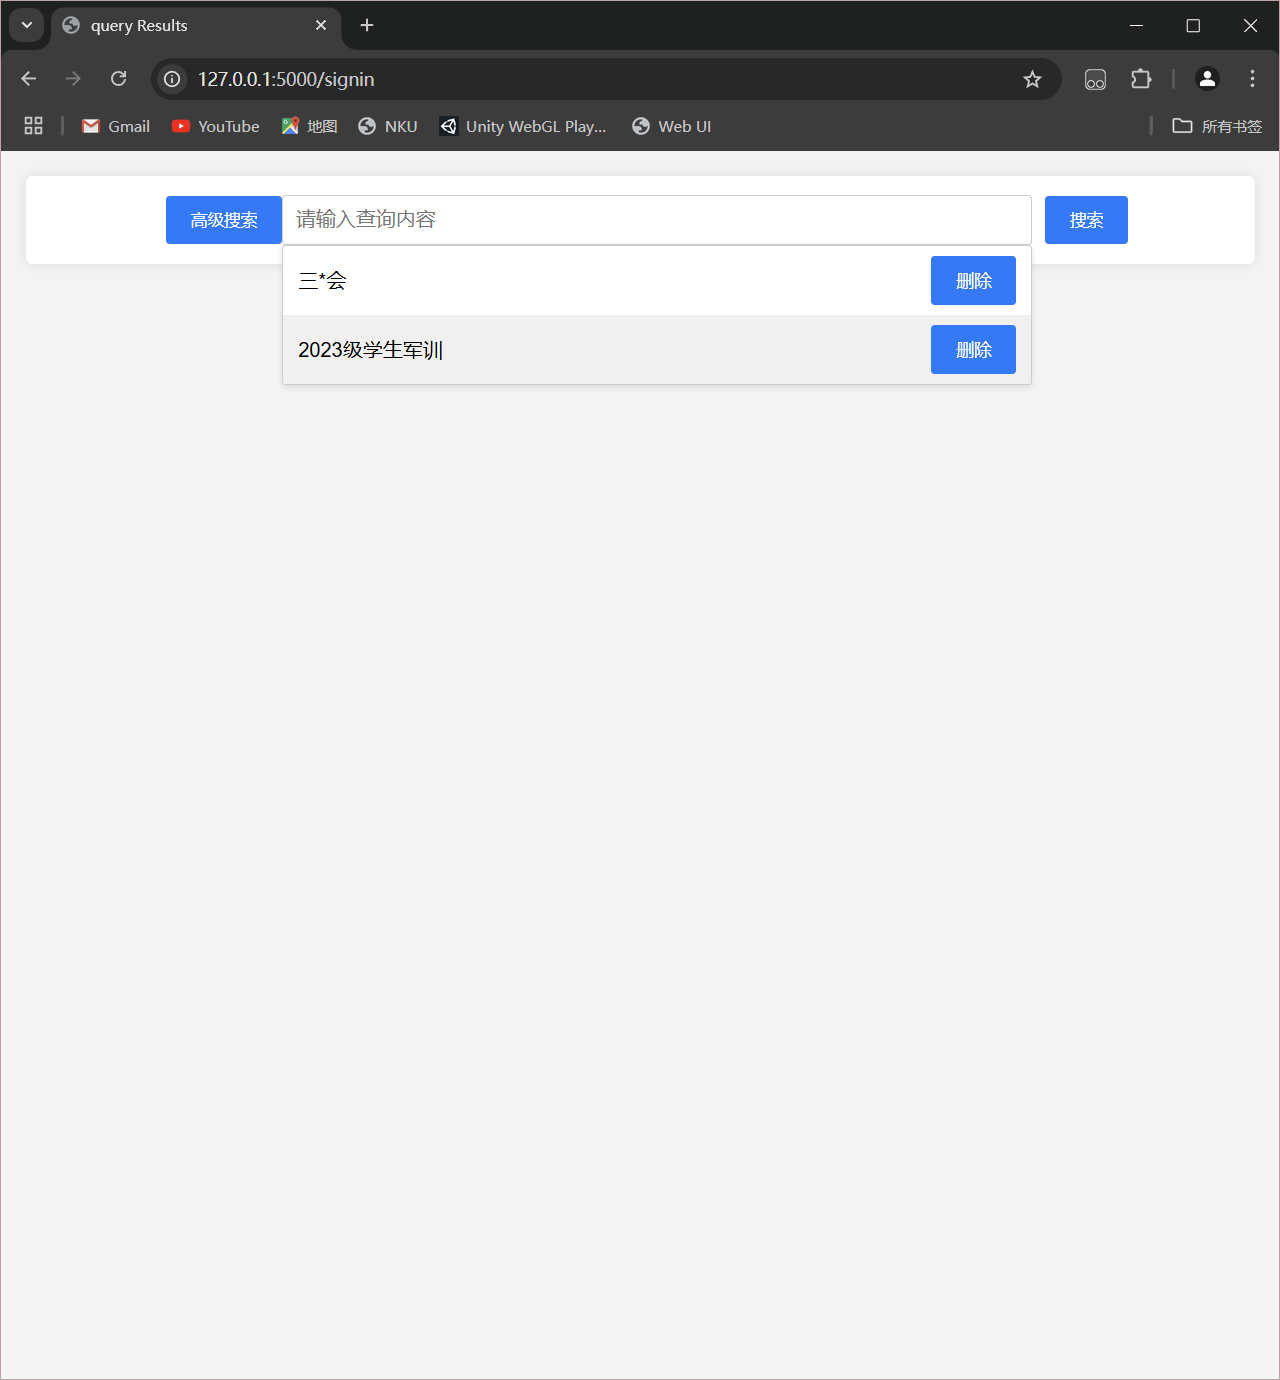 query Results
127.0.0.1:5000/signin
Gmail YouTube 地图 NKU Unity WebGL Play... Web UI 所有书签
高级搜索 请输入查询内容 搜索
三*会 删除
2023级学生军训 删除